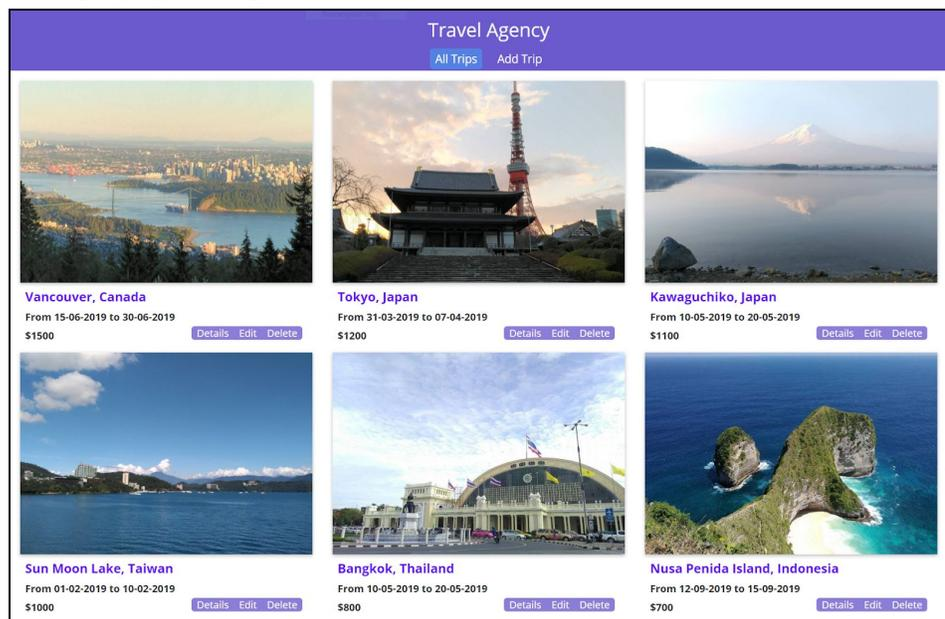 Travel Agency
All Trips Add Trip
Vancouver, Canada
From 15-06-2019 to 30-06-2019
$1500 Details Edit Delete
Tokyo, Japan
From 31-03-2019 to 07-04-2019
$1200 Details Edit Delete
Kawaguchiko, Japan
From 10-05-2019 to 20-05-2019
$1100 Details Edit Delete
Sun Moon Lake, Taiwan
From 01-02-2019 to 10-02-2019
$1000 Details Edit Delete
Bangkok, Thailand
From 10-05-2019 to 20-05-2019
$800 Details Edit Delete
Nusa Penida Island, Indonesia
From 12-09-2019 to 15-09-2019
$700 Details Edit Delete